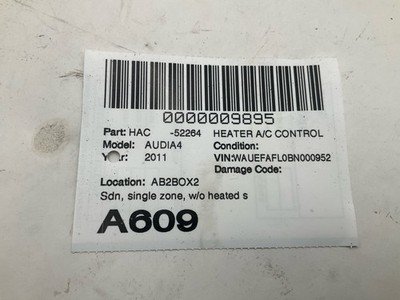 0000009895
Part: HAC -52264 HEATER A/C CONTROL
Model: AUDIA4 Condition:
Year: 2011 VIN:WAUEFAFL0BN000952
Damage Code:
Location: AB2BOX2
Sdn, single zone, w/o heated s
A609